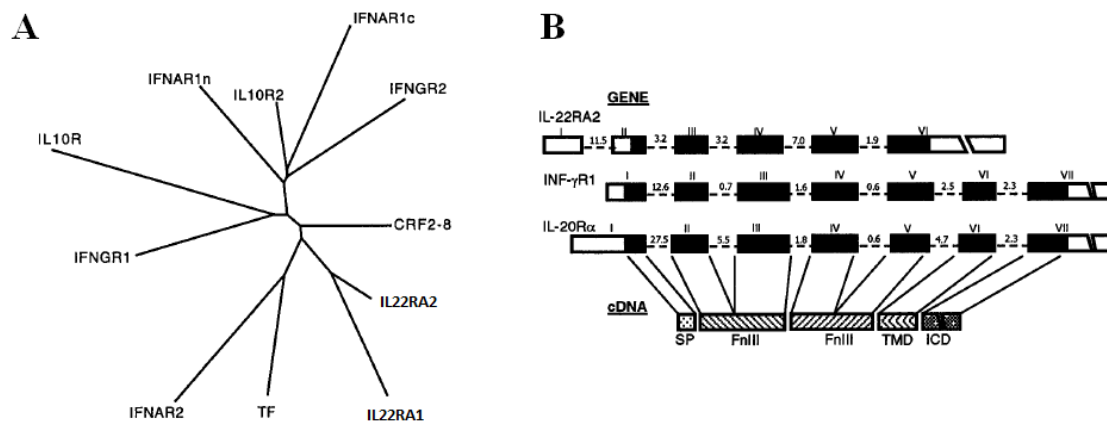 A
IFNAR1c
IFNAR1n
IL10R2
IFNGR2
IL10R
CRF2-8
IFNGR1
IL22RA2
IFNAR2
TF
IL22RA1
B
GENE
IL-22RA2
I II III IV V VI
11.5 3.2 3.2 7.0 1.9
INF-γR1
I II III IV V VI VII
12.6 0.7 1.6 0.6 2.5 2.3
IL-20Rα
I II III IV V VI VII
27.5 5.5 1.8 0.6 4.7 2.3
cDNA
SP FnIII FnIII TMD ICD